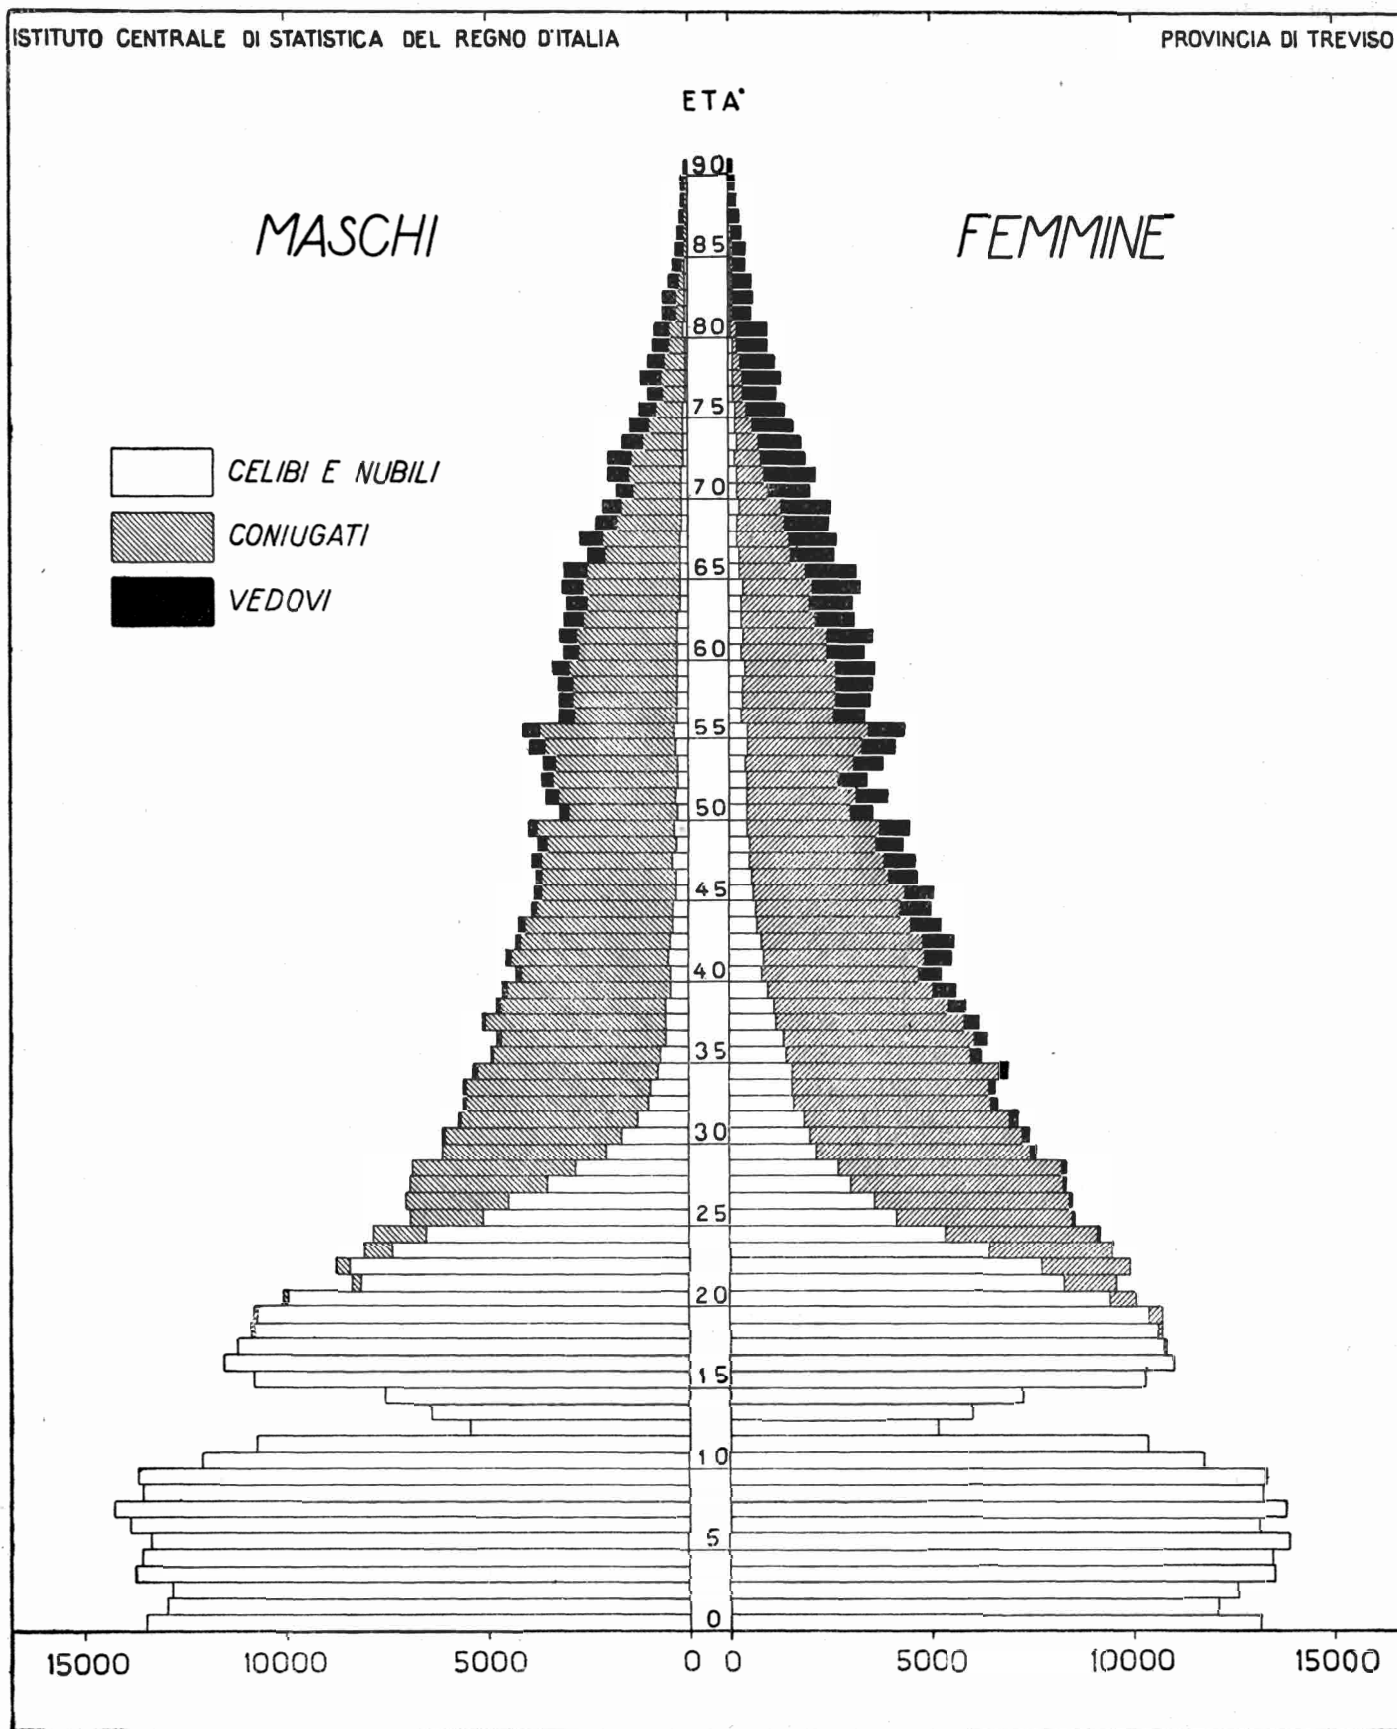 ISTITUTO CENTRALE DI STATISTICA DEL REGNO D'ITALIA
PROVINCIA DI TREVISO
ETA'
MASCHI
FEMMINE
90
85
80
75
70
65
60
55
50
45
40
35
30
25
20
15
10
5
0
CELIBI E NUBILI
CONIUGATI
VEDOVI
15000 10000 5000 0 0 5000 10000 15000